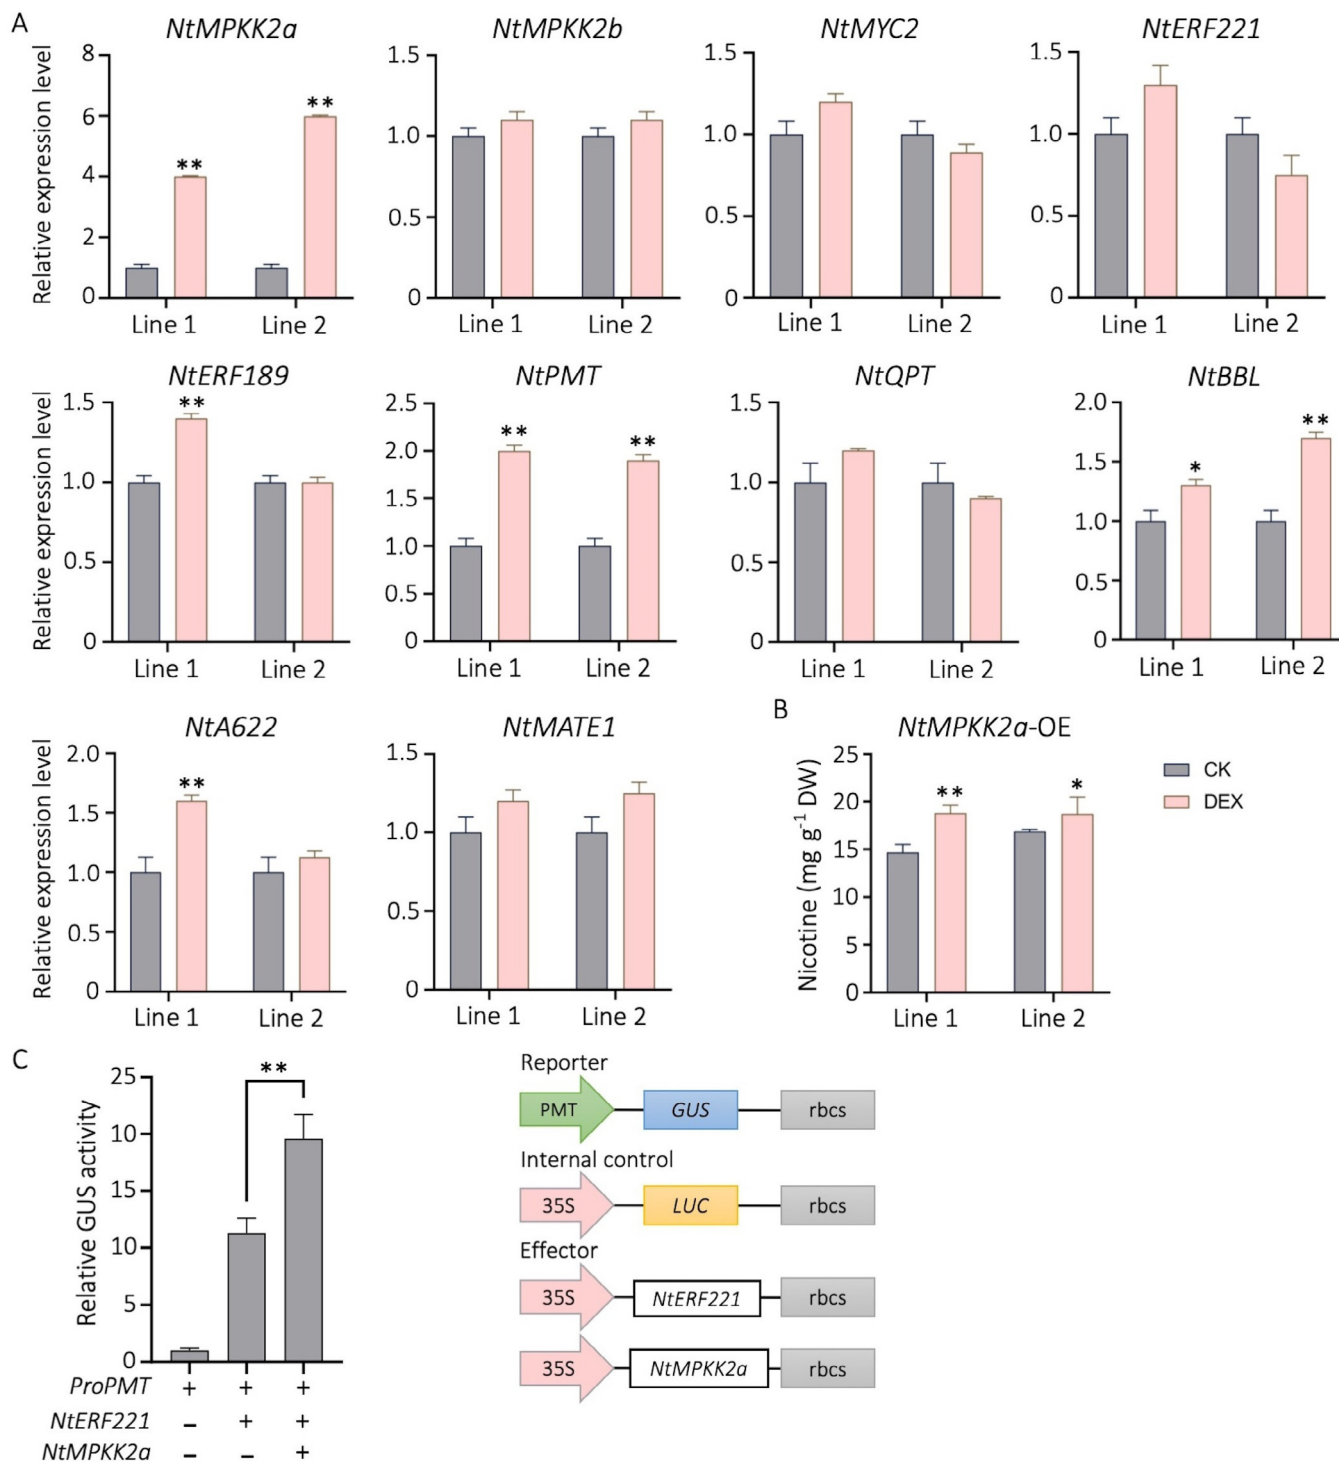 A
NtMPKK2a
NtMPKK2b
NtMYC2
NtERF221
Relative expression level
8
6
4
2
0
**
**
Line 1
Line 2
1.5
1.0
0.5
0
Line 1
Line 2
1.5
1.0
0.5
0
Line 1
Line 2
1.5
1.0
0.5
0
Line 1
Line 2
NtERF189
NtPMT
NtQPT
NtBBL
Relative expression level
1.5
1.0
0.5
0
**
Line 1
Line 2
2.5
2.0
1.5
1.0
0.5
0
**
**
Line 1
Line 2
1.5
1.0
0.5
0
Line 1
Line 2
2.0
1.5
1.0
0.5
0
*
**
Line 1
Line 2
NtA622
NtMATE1
Relative expression level
2.0
1.5
1.0
0.5
0
**
Line 1
Line 2
1.5
1.0
0.5
0
Line 1
Line 2
B
NtMPKK2a-OE
Nicotine (mg g-1 DW)
25
20
15
10
5
0
**
*
Line 1
Line 2
CK
DEX
C
Relative GUS activity
25
10
15
10
5
0
**
ProPMT + + +
NtERF221 – + +
NtMPKK2a – – +
Reporter
PMT GUS rbcs
Internal control
35S LUC rbcs
Effector
35S NtERF221 rbcs
35S NtMPKK2a rbcs